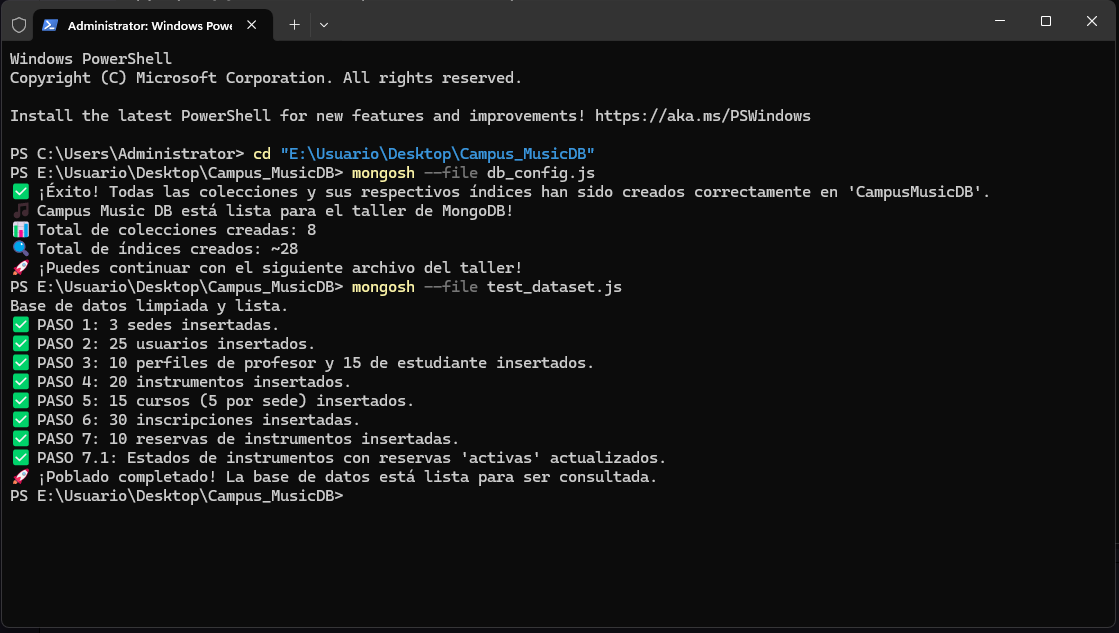 Administrator: Windows Powe
Windows PowerShell
Copyright (C) Microsoft Corporation. All rights reserved.
Install the latest PowerShell for new features and improvements! https://aka.ms/PSWindows
PS C:\Users\Administrator> cd "E:\Usuario\Desktop\Campus_MusicDB"
PS E:\Usuario\Desktop\Campus_MusicDB> mongosh --file db_config.js
✅ ¡Éxito! Todas las colecciones y sus respectivos índices han sido creados correctamente en 'CampusMusicDB'.
🎵 Campus Music DB está lista para el taller de MongoDB!
📊 Total de colecciones creadas: 8
🔍 Total de índices creados: ~28
🚀 ¡Puedes continuar con el siguiente archivo del taller!
PS E:\Usuario\Desktop\Campus_MusicDB> mongosh --file test_dataset.js
Base de datos limpiada y lista.
✅ PASO 1: 3 sedes insertadas.
✅ PASO 2: 25 usuarios insertados.
✅ PASO 3: 10 perfiles de profesor y 15 de estudiante insertados.
✅ PASO 4: 20 instrumentos insertados.
✅ PASO 5: 15 cursos (5 por sede) insertados.
✅ PASO 6: 30 inscripciones insertadas.
✅ PASO 7: 10 reservas de instrumentos insertadas.
✅ PASO 7.1: Estados de instrumentos con reservas 'activas' actualizados.
🚀 ¡Poblado completado! La base de datos está lista para ser consultada.
PS E:\Usuario\Desktop\Campus_MusicDB>